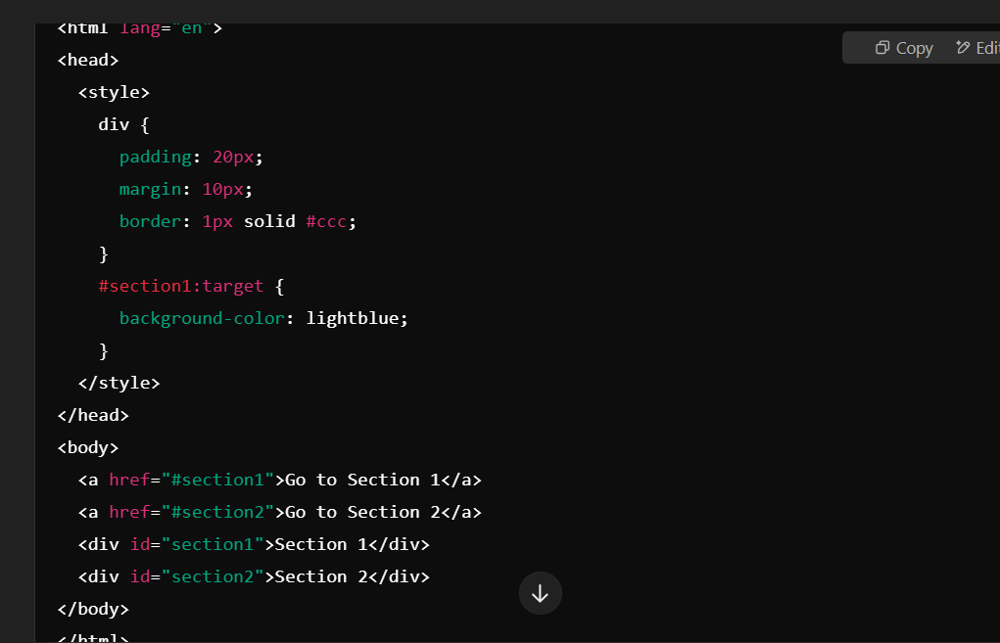 <html lang="en">
<head>
Copy Edit
<style>
div {
padding: 20px;
margin: 10px;
border: 1px solid #ccc;
}
#section1:target {
background-color: lightblue;
}
</style>
</head>
<body>
<a href="#section1">Go to Section 1</a>
<a href="#section2">Go to Section 2</a>
<div id="section1">Section 1</div>
<div id="section2">Section 2</div>
</body>
</html>